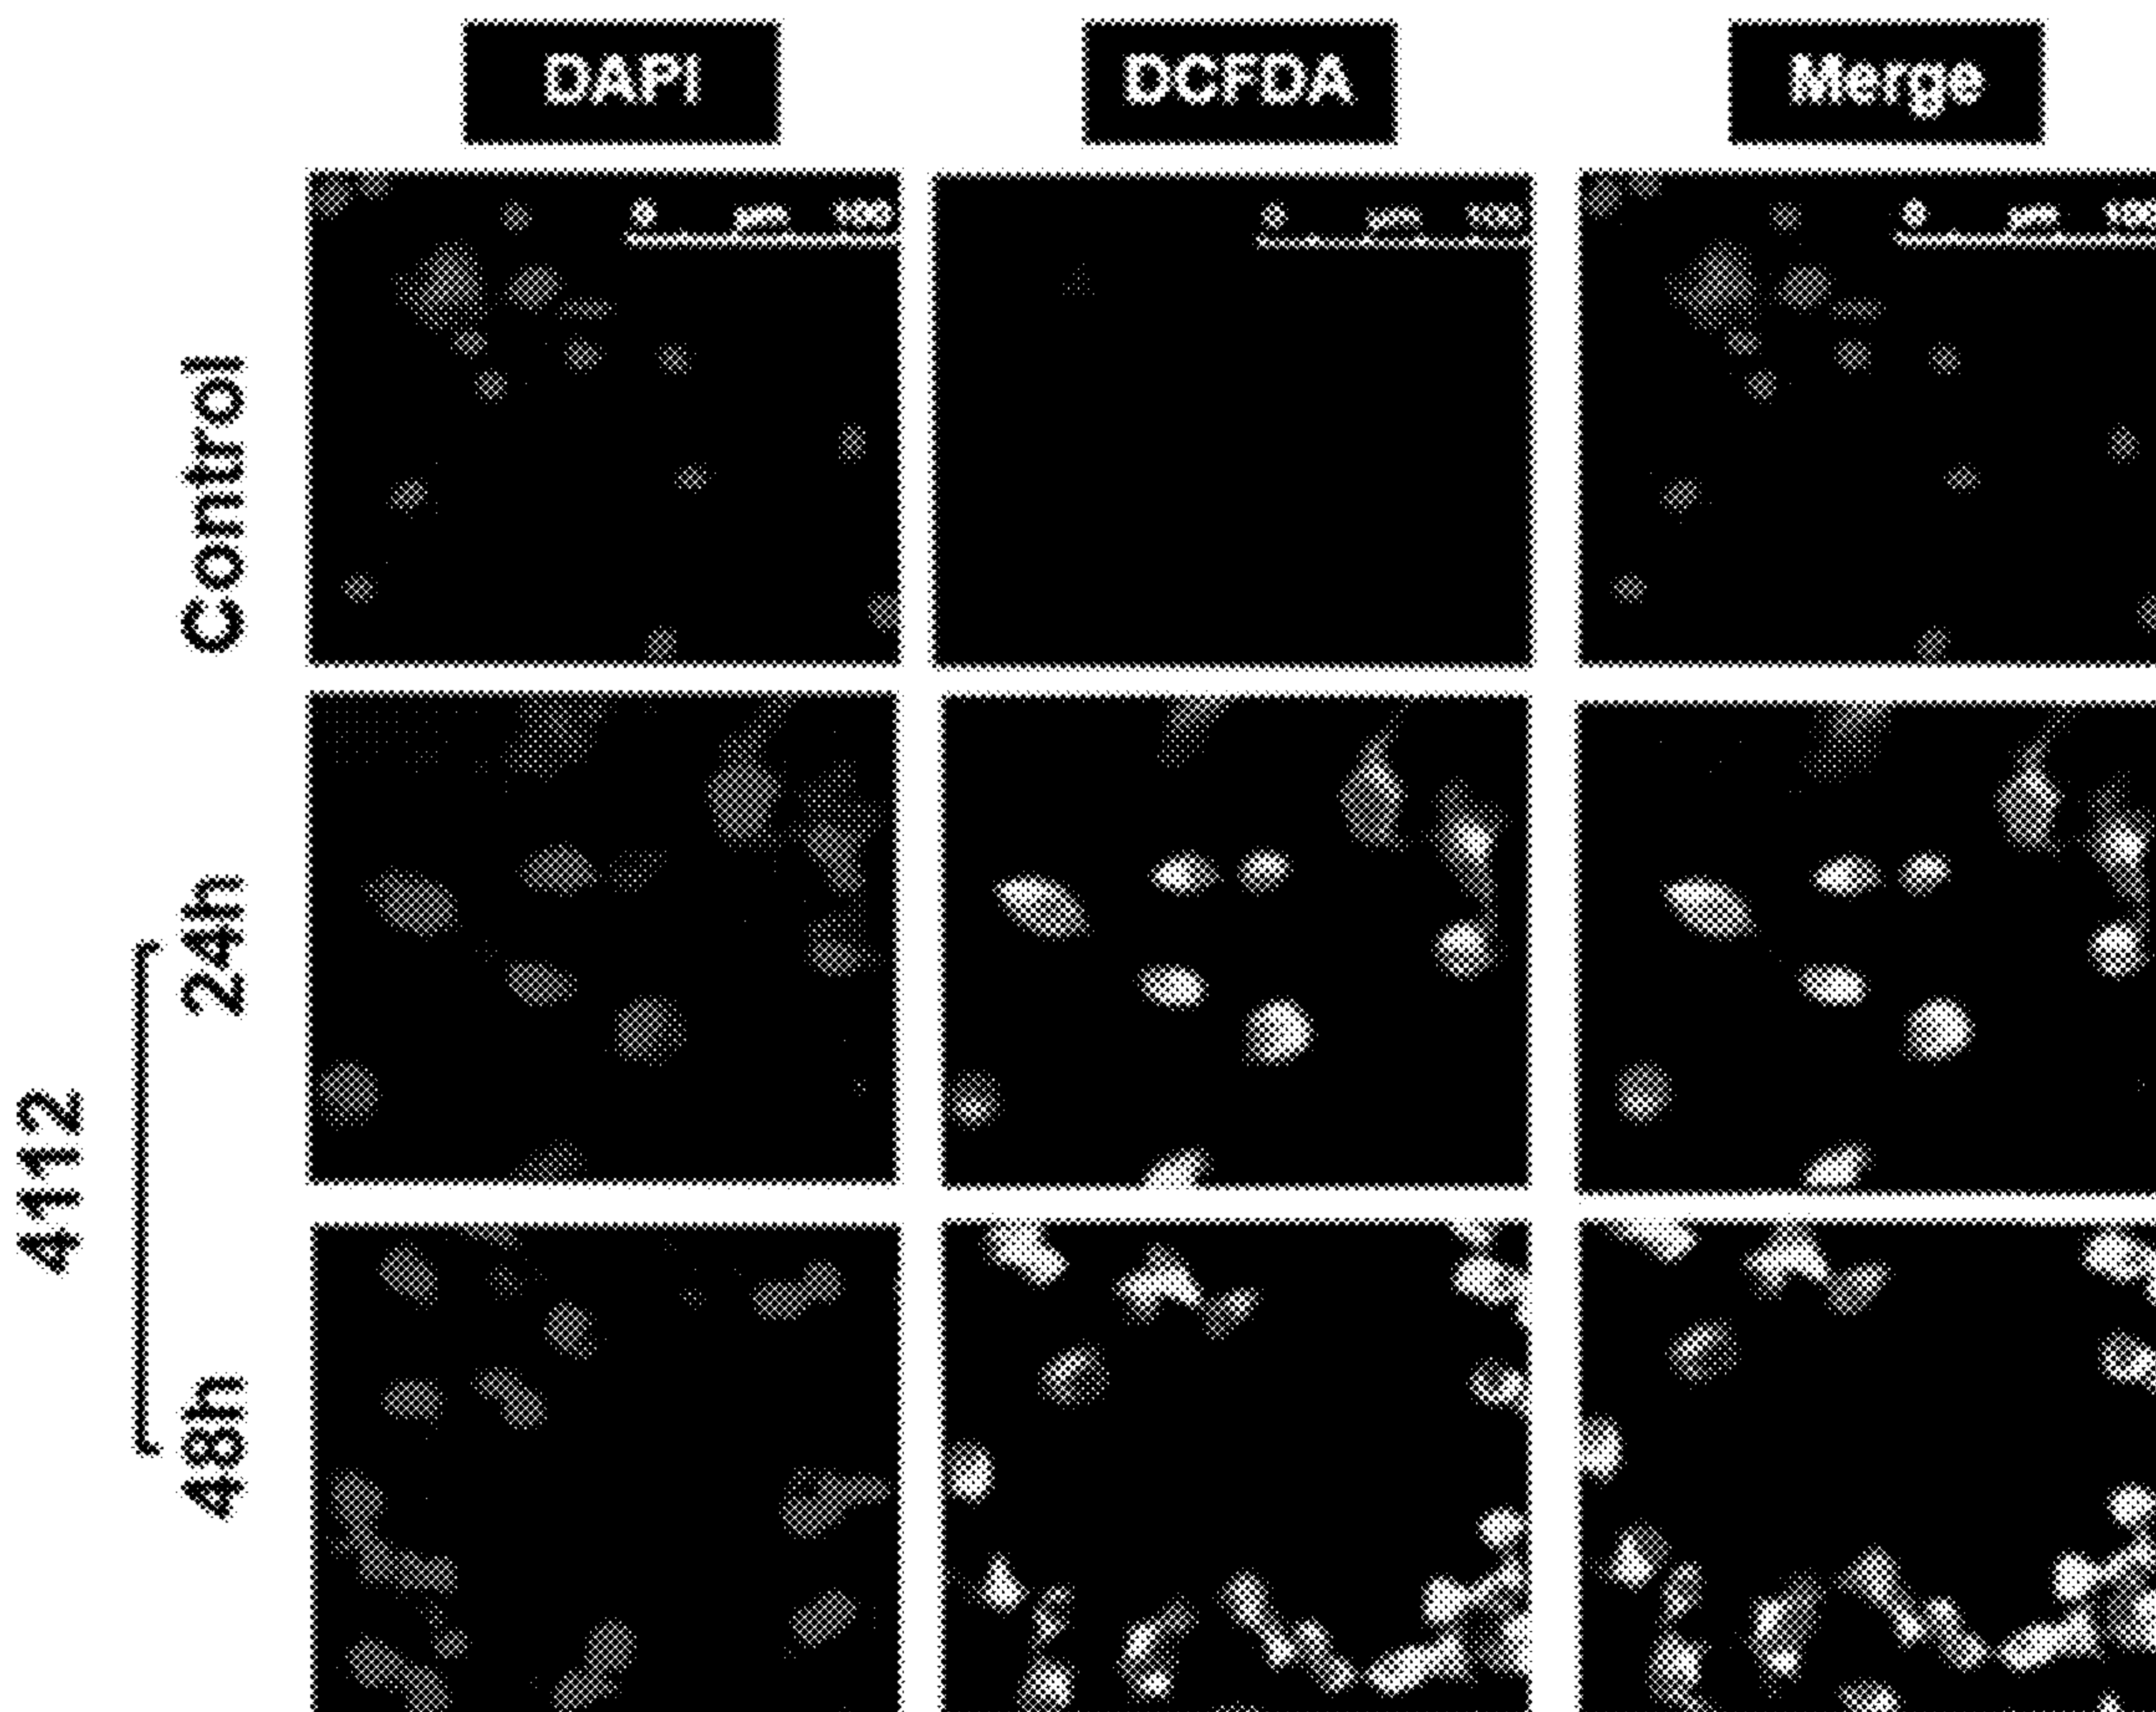 DAPI DCFDA Merge
Control
24h
4112
48h